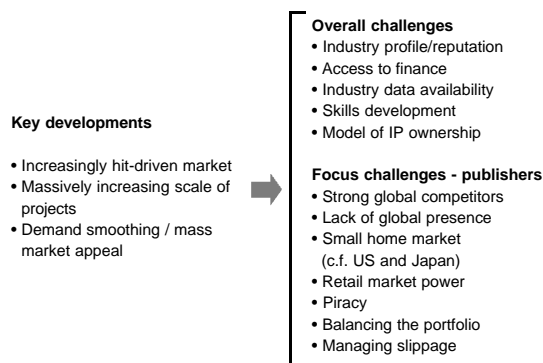 Key developments
• Increasingly hit-driven market
• Massively increasing scale of
projects
• Demand smoothing / mass
market appeal
Overall challenges
• Industry profile/reputation
• Access to finance
• Industry data availability
• Skills development
• Model of IP ownership
Focus challenges - publishers
• Strong global competitors
• Lack of global presence
• Small home market
(c.f. US and Japan)
• Retail market power
• Piracy
• Balancing the portfolio
• Managing slippage